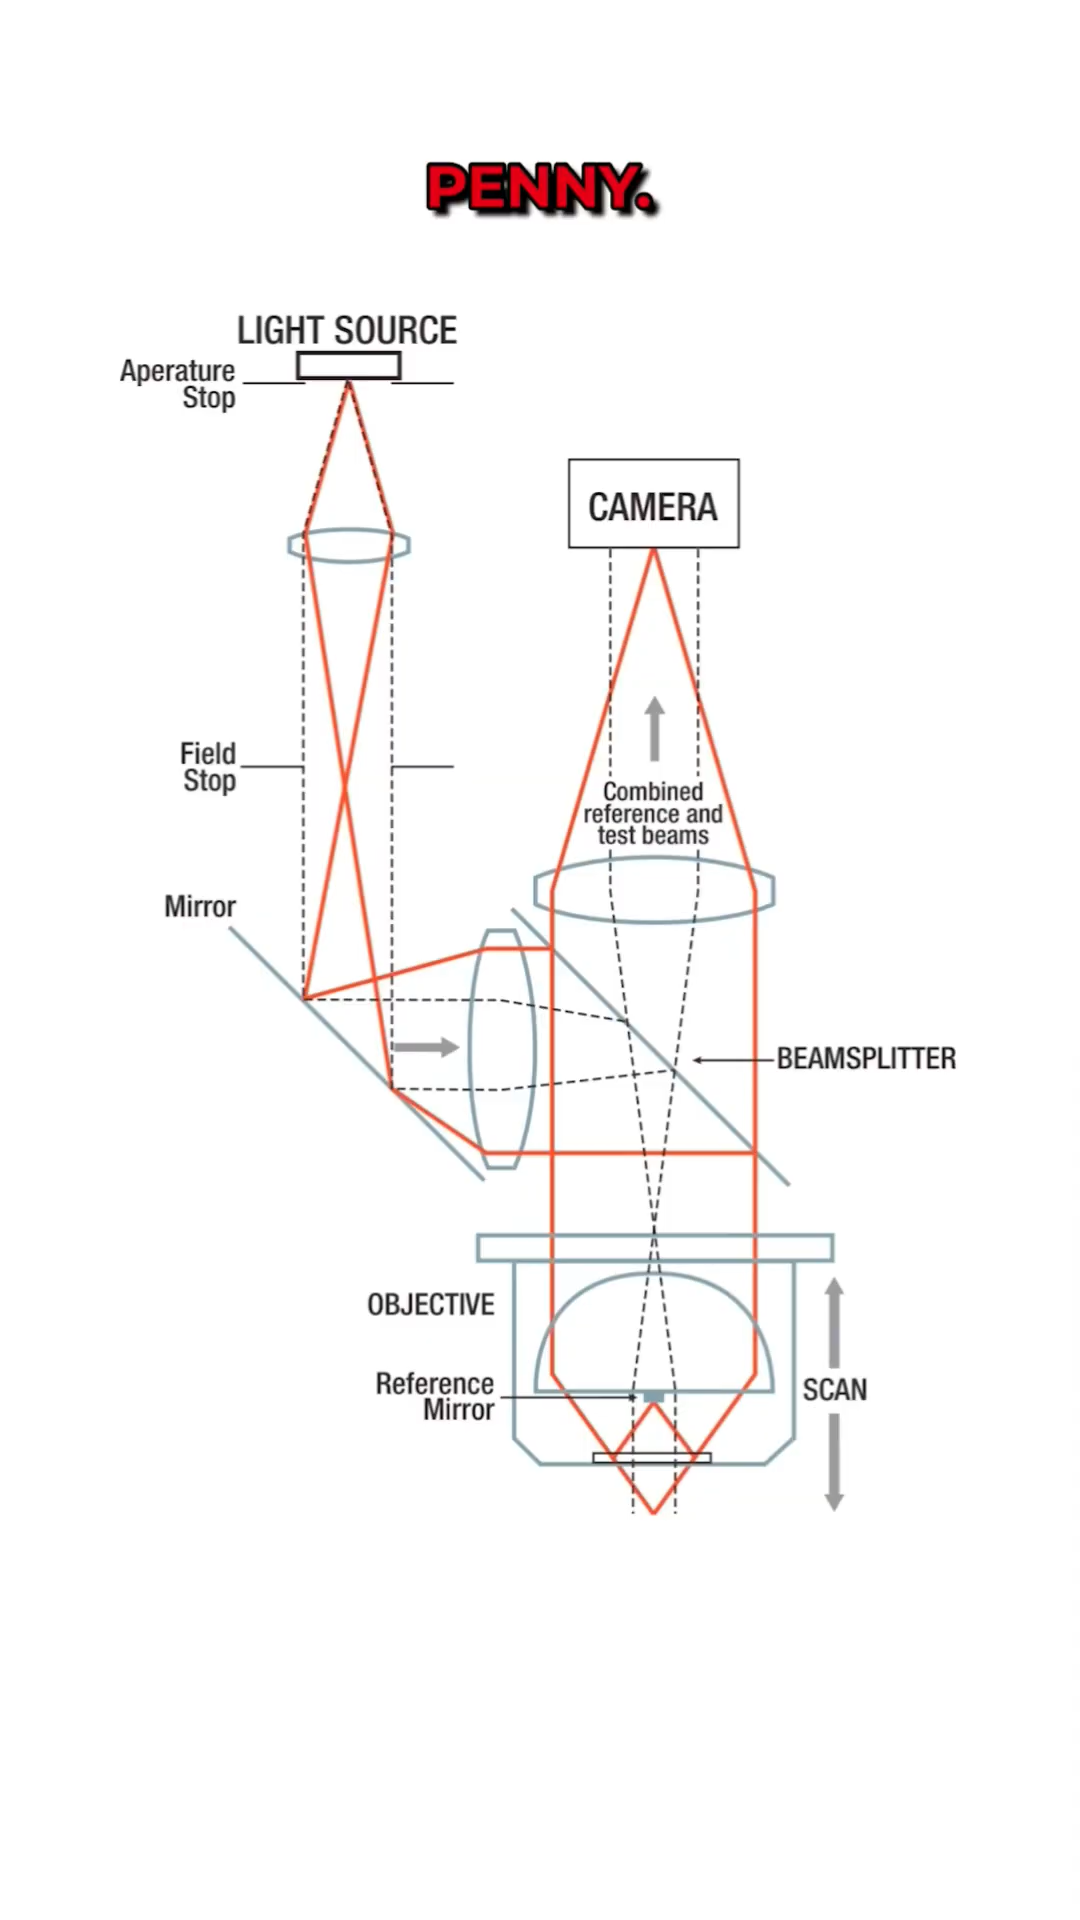 PENNY.
LIGHT SOURCE
Aperature
Stop
CAMERA
Field
Stop
Combined
reference and
test beams
Mirror
BEAMSPLITTER
OBJECTIVE
Reference
Mirror
SCAN